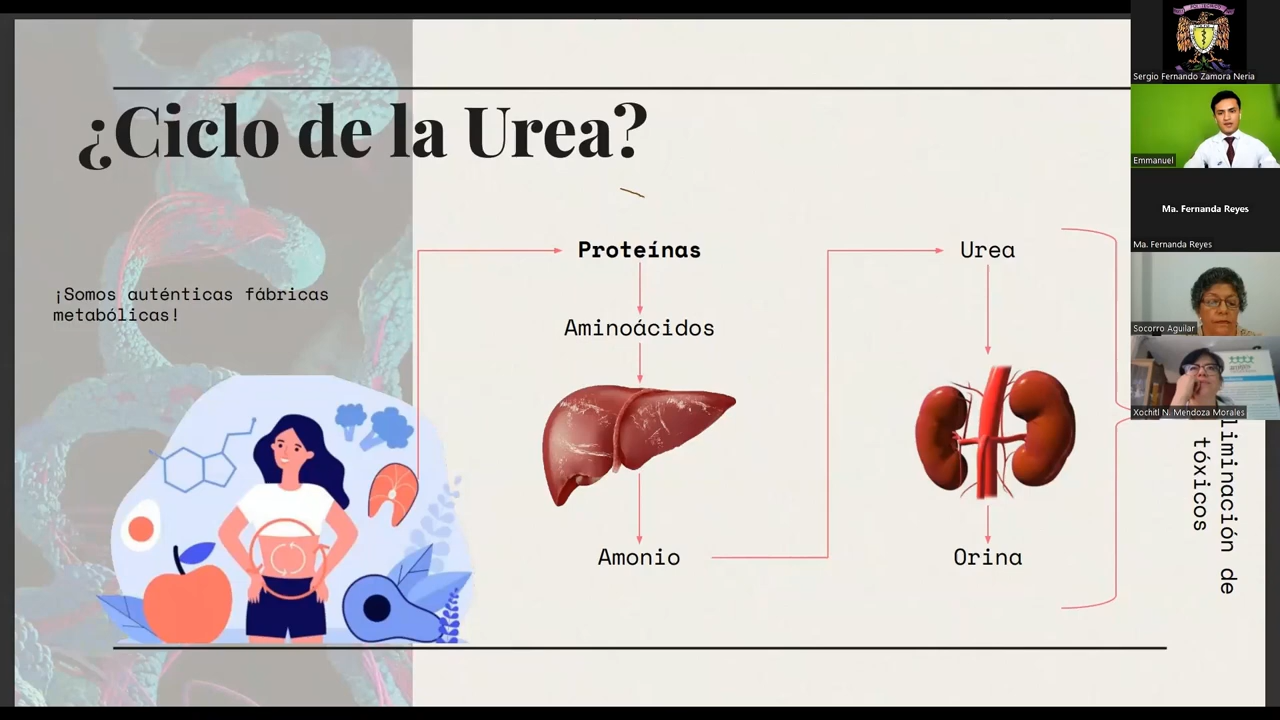 ¿Ciclo de la Urea?
¡Somos auténticas fábricas
metabólicas!
Proteínas
Aminoácidos
Amonio
Urea
Orina
liminación de
tóxicos
Sergio Fernando Zamora Neria
Emmanuel
Ma. Fernanda Reyes
Ma. Fernanda Reyes
Socorro Aguilar
Xochitl N. Mendoza Morales